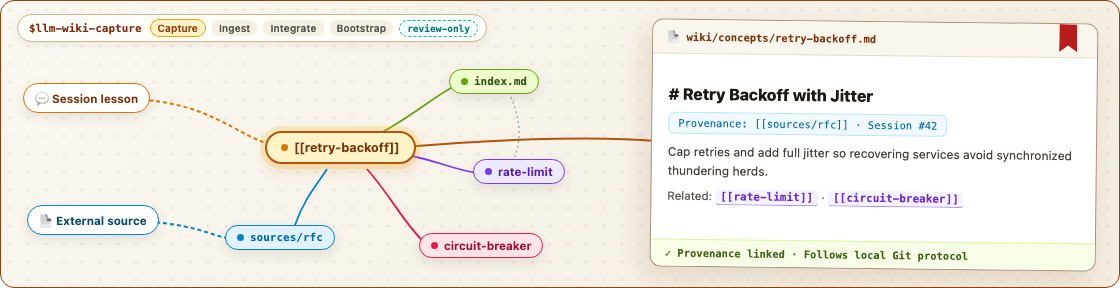 $llm-wiki-capture Capture Ingest Integrate Bootstrap review-only
Session lesson
index.md
[[retry-backoff]]
rate-limit
External source
sources/rfc
circuit-breaker
wiki/concepts/retry-backoff.md
# Retry Backoff with Jitter
Provenance: [[sources/rfc]] · Session #42
Cap retries and add full jitter so recovering services avoid synchronized
thundering herds.
Related: [[rate-limit]] · [[circuit-breaker]]
✓ Provenance linked · Follows local Git protocol